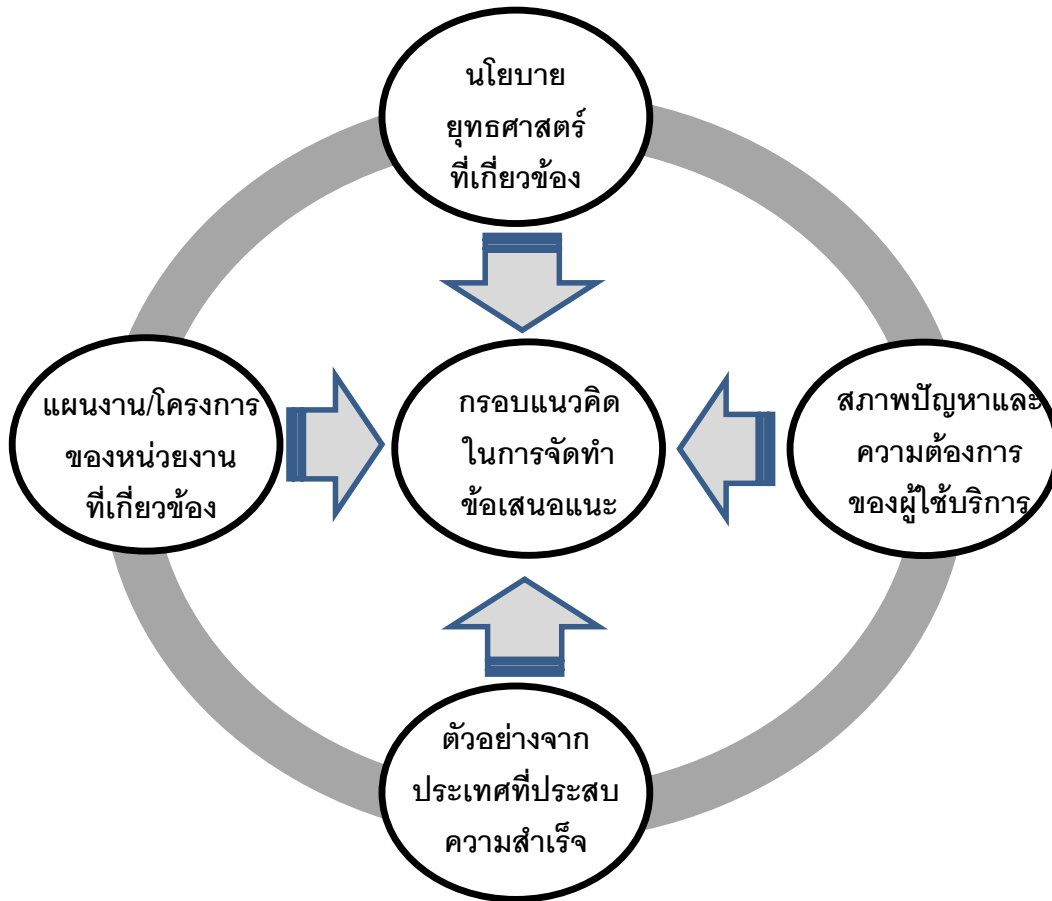 นโยบาย
ยุทธศาสตร์
ที่เกี่ยวข้อง
แผนงาน/โครงการ
ของหน่วยงาน
ที่เกี่ยวข้อง
กรอบแนวคิด
ในการจัดทำ
ข้อเสนอแนะ
สภาพปัญหาและ
ความต้องการ
ของผู้ใช้บริการ
ตัวอย่างจาก
ประเทศที่ประสบ
ความสำเร็จ